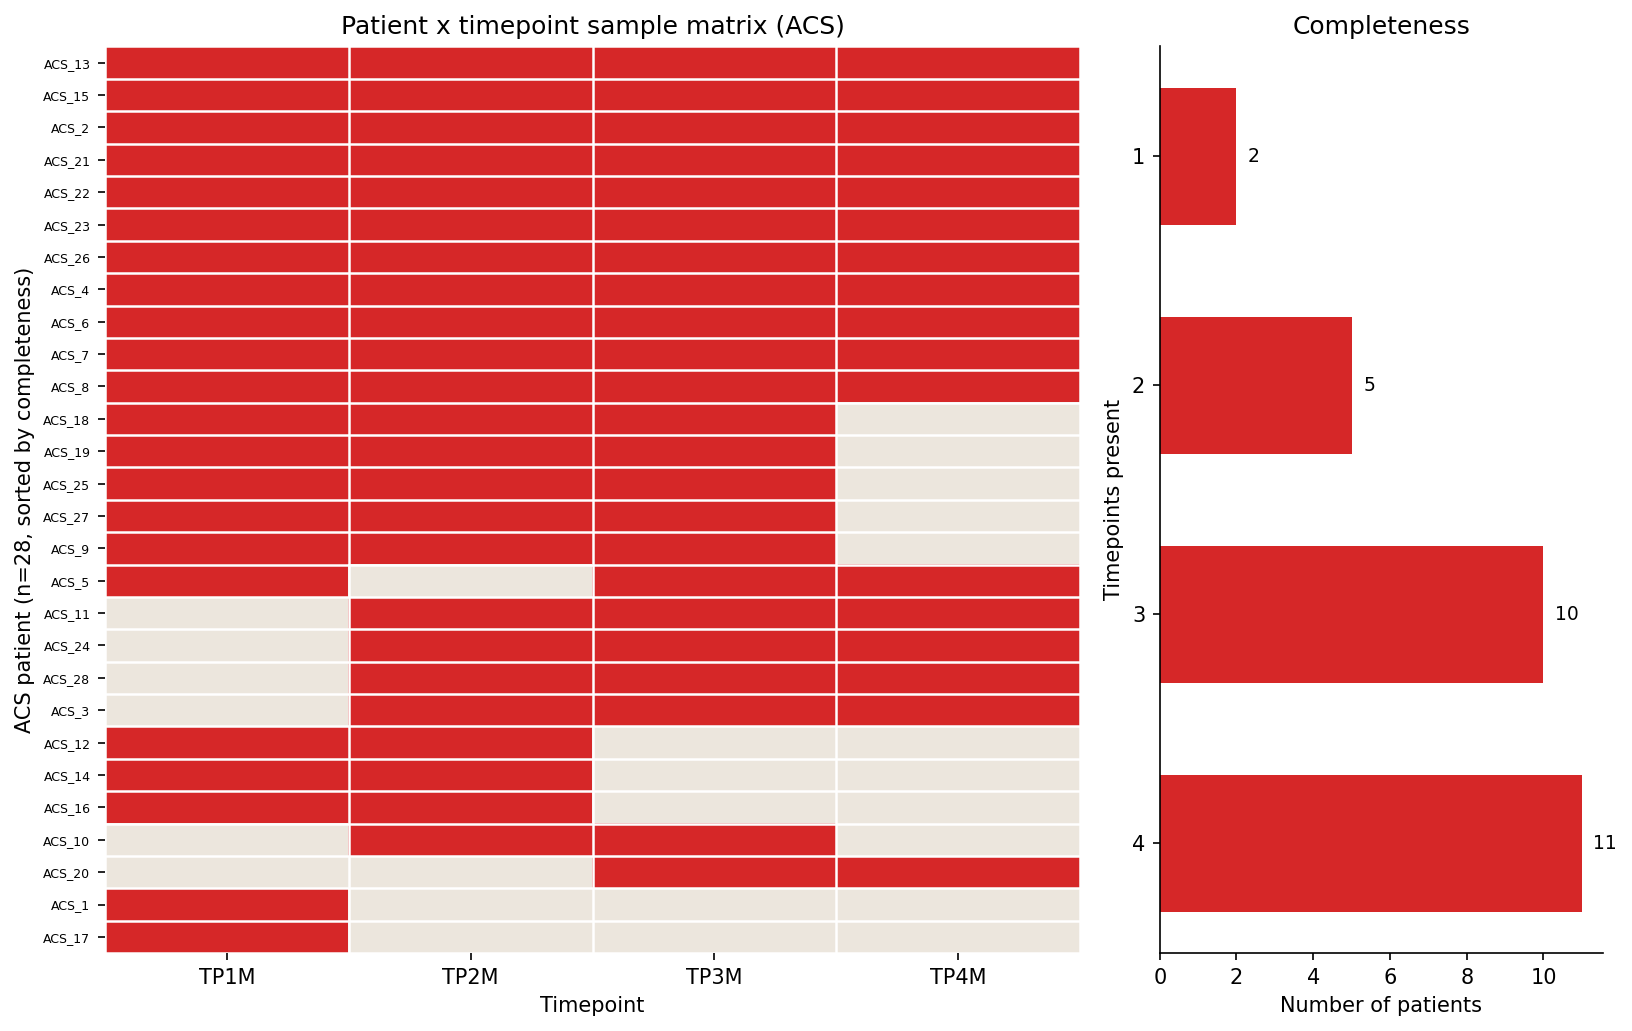 Patient x timepoint sample matrix (ACS)
ACS patient (n=28, sorted by completeness)
ACS_13
ACS_15
ACS_2
ACS_21
ACS_22
ACS_23
ACS_26
ACS_4
ACS_6
ACS_7
ACS_8
ACS_18
ACS_19
ACS_25
ACS_27
ACS_9
ACS_5
ACS_11
ACS_24
ACS_28
ACS_3
ACS_12
ACS_14
ACS_16
ACS_10
ACS_20
ACS_1
ACS_17
TP1M TP2M TP3M TP4M
Timepoint
Completeness
Timepoints present
1 2
2 5
3 10
4 11
0 2 4 6 8 10
Number of patients